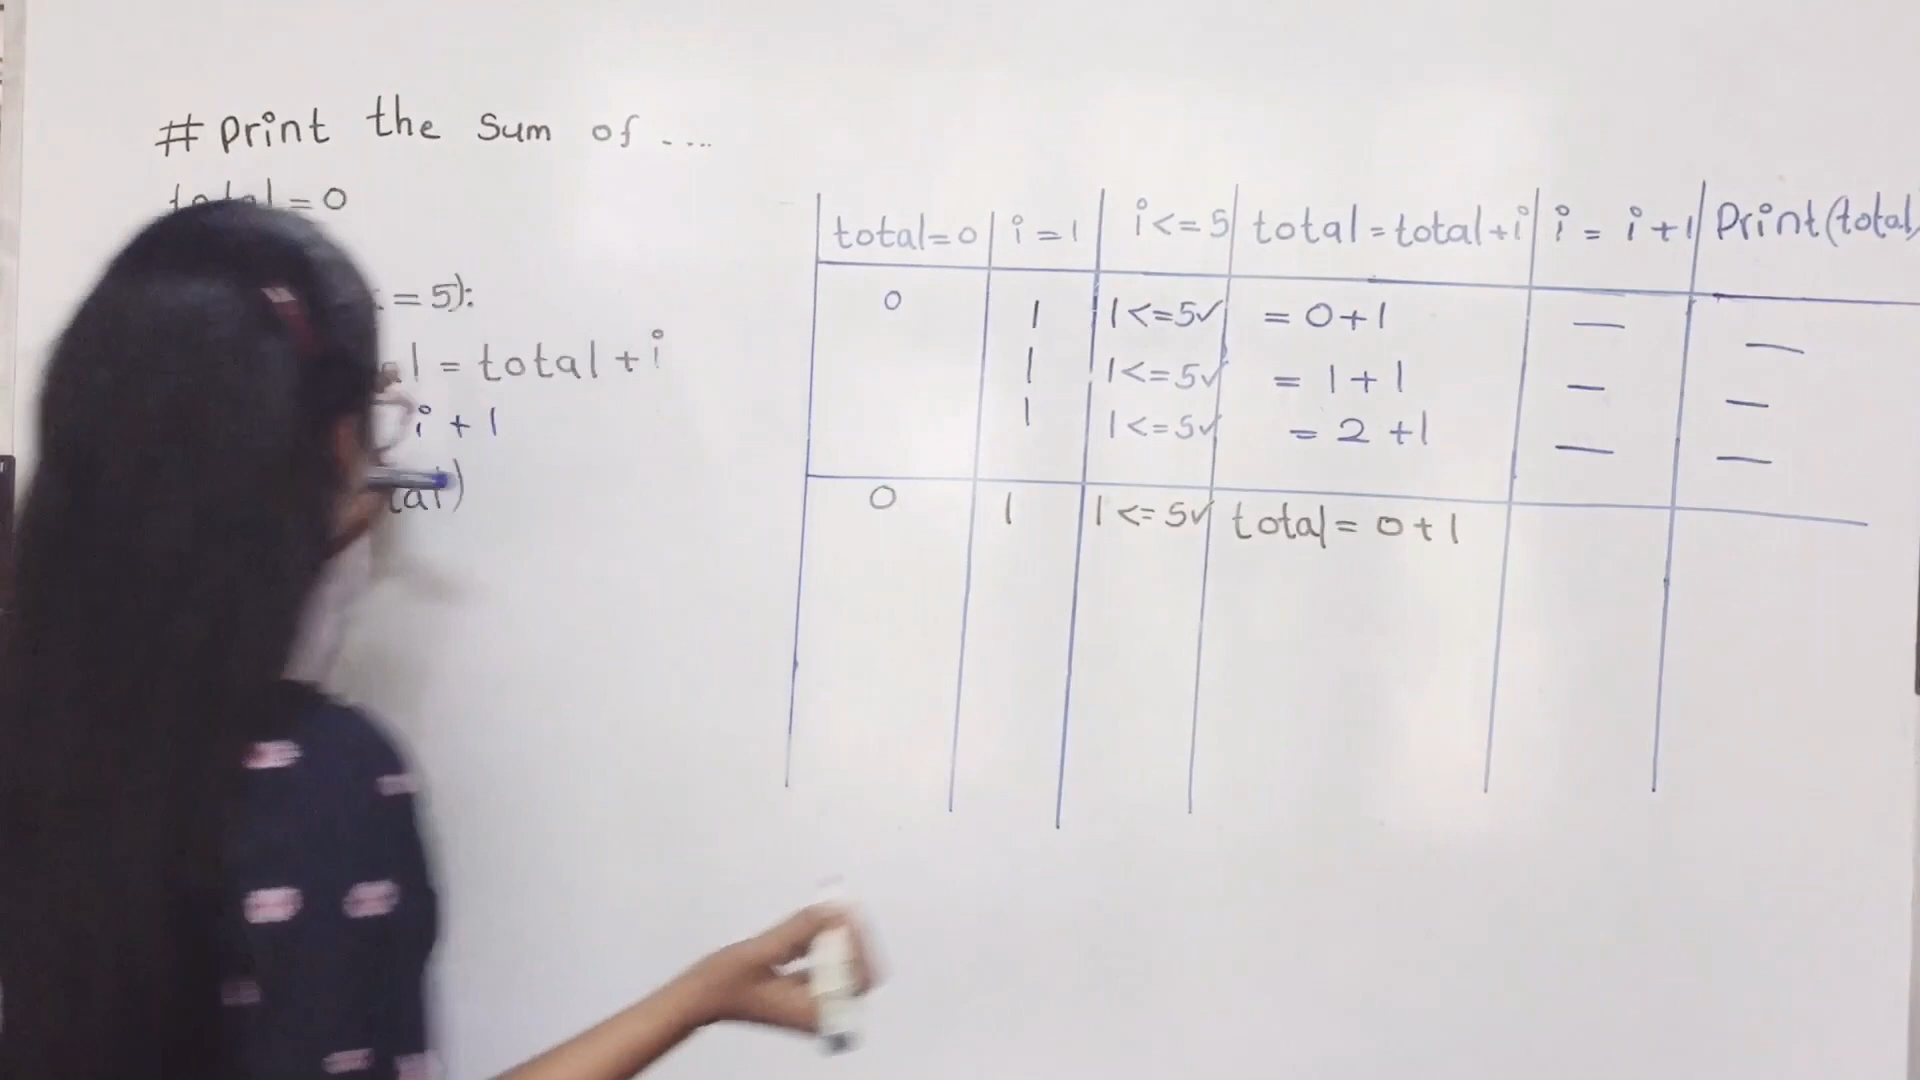 # Print the Sum of ....
total = 0
= 5):
= total + i
i + 1
total=0 i=1 i<=5 total=total+i i = i+1 Print(total)
0 1 1<=5✓ = 0+1 — —
1 1<=5✓ = 1+1 — —
1 1<=5✓ = 2+1 — —
0 1 1<=5✓ total= 0+1